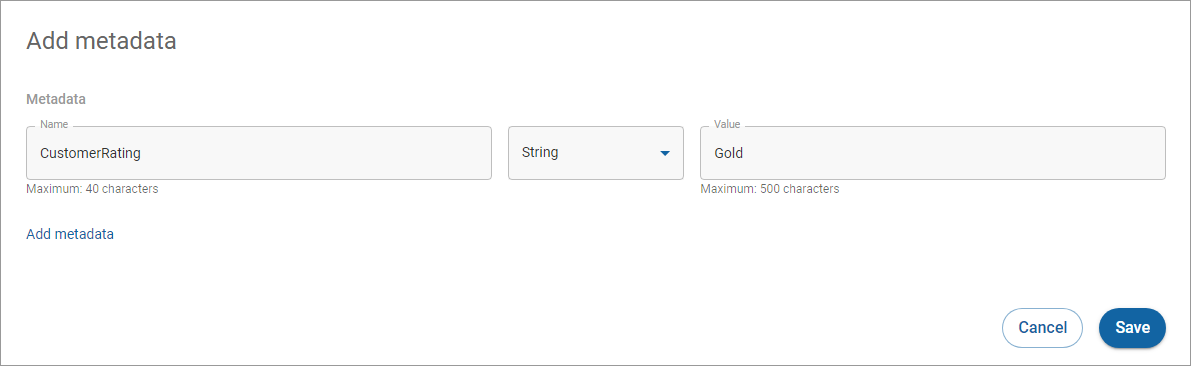 Add metadata
Metadata
Name
CustomerRating
String
Value
Gold
Maximum: 40 characters
Maximum: 500 characters
Add metadata
Cancel
Save